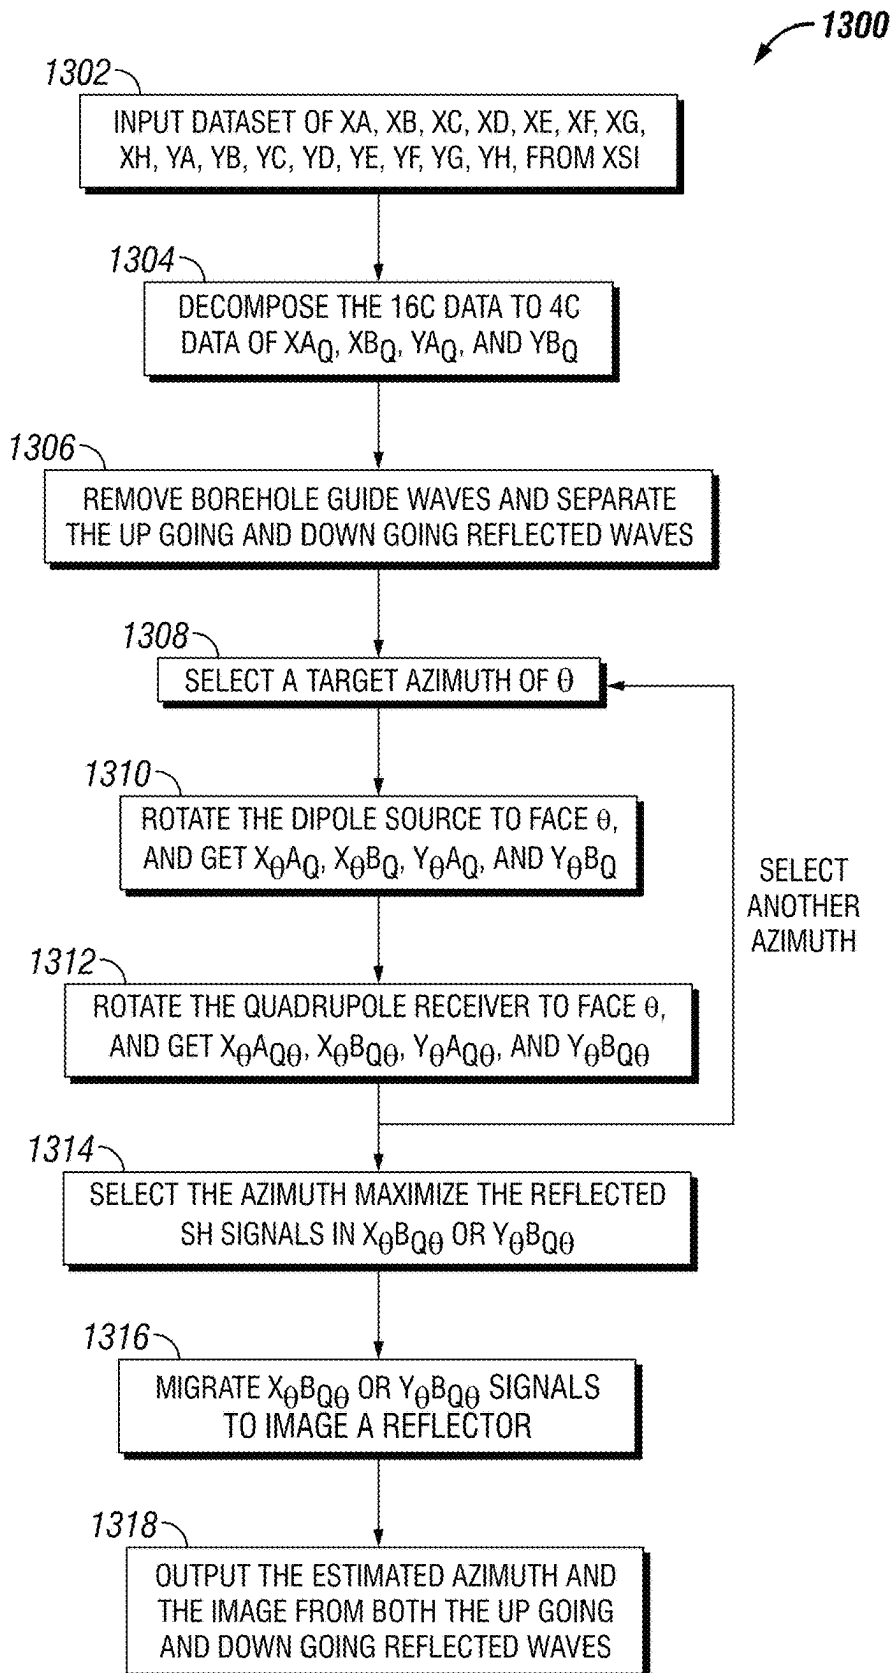 1300
1302
INPUT DATASET OF XA, XB, XC, XD, XE, XF, XG,
XH, YA, YB, YC, YD, YE, YF, YG, YH, FROM XSI
1304
DECOMPOSE THE 16C DATA TO 4C
DATA OF XAQ, XBQ, YAQ, AND YBQ
1306
REMOVE BOREHOLE GUIDE WAVES AND SEPARATE
THE UP GOING AND DOWN GOING REFLECTED WAVES
1308
SELECT A TARGET AZIMUTH OF θ
1310
ROTATE THE DIPOLE SOURCE TO FACE θ,
AND GET XθAQ, XθBQ, YθAQ, AND YθBQ
SELECT
ANOTHER
AZIMUTH
1312
ROTATE THE QUADRUPOLE RECEIVER TO FACE θ,
AND GET XθAQθ, XθBQθ, YθAQθ, AND YθBQθ
1314
SELECT THE AZIMUTH MAXIMIZE THE REFLECTED
SH SIGNALS IN XθBQθ OR YθBQθ
1316
MIGRATE XθBQθ OR YθBQθ SIGNALS
TO IMAGE A REFLECTOR
1318
OUTPUT THE ESTIMATED AZIMUTH AND
THE IMAGE FROM BOTH THE UP GOING
AND DOWN GOING REFLECTED WAVES